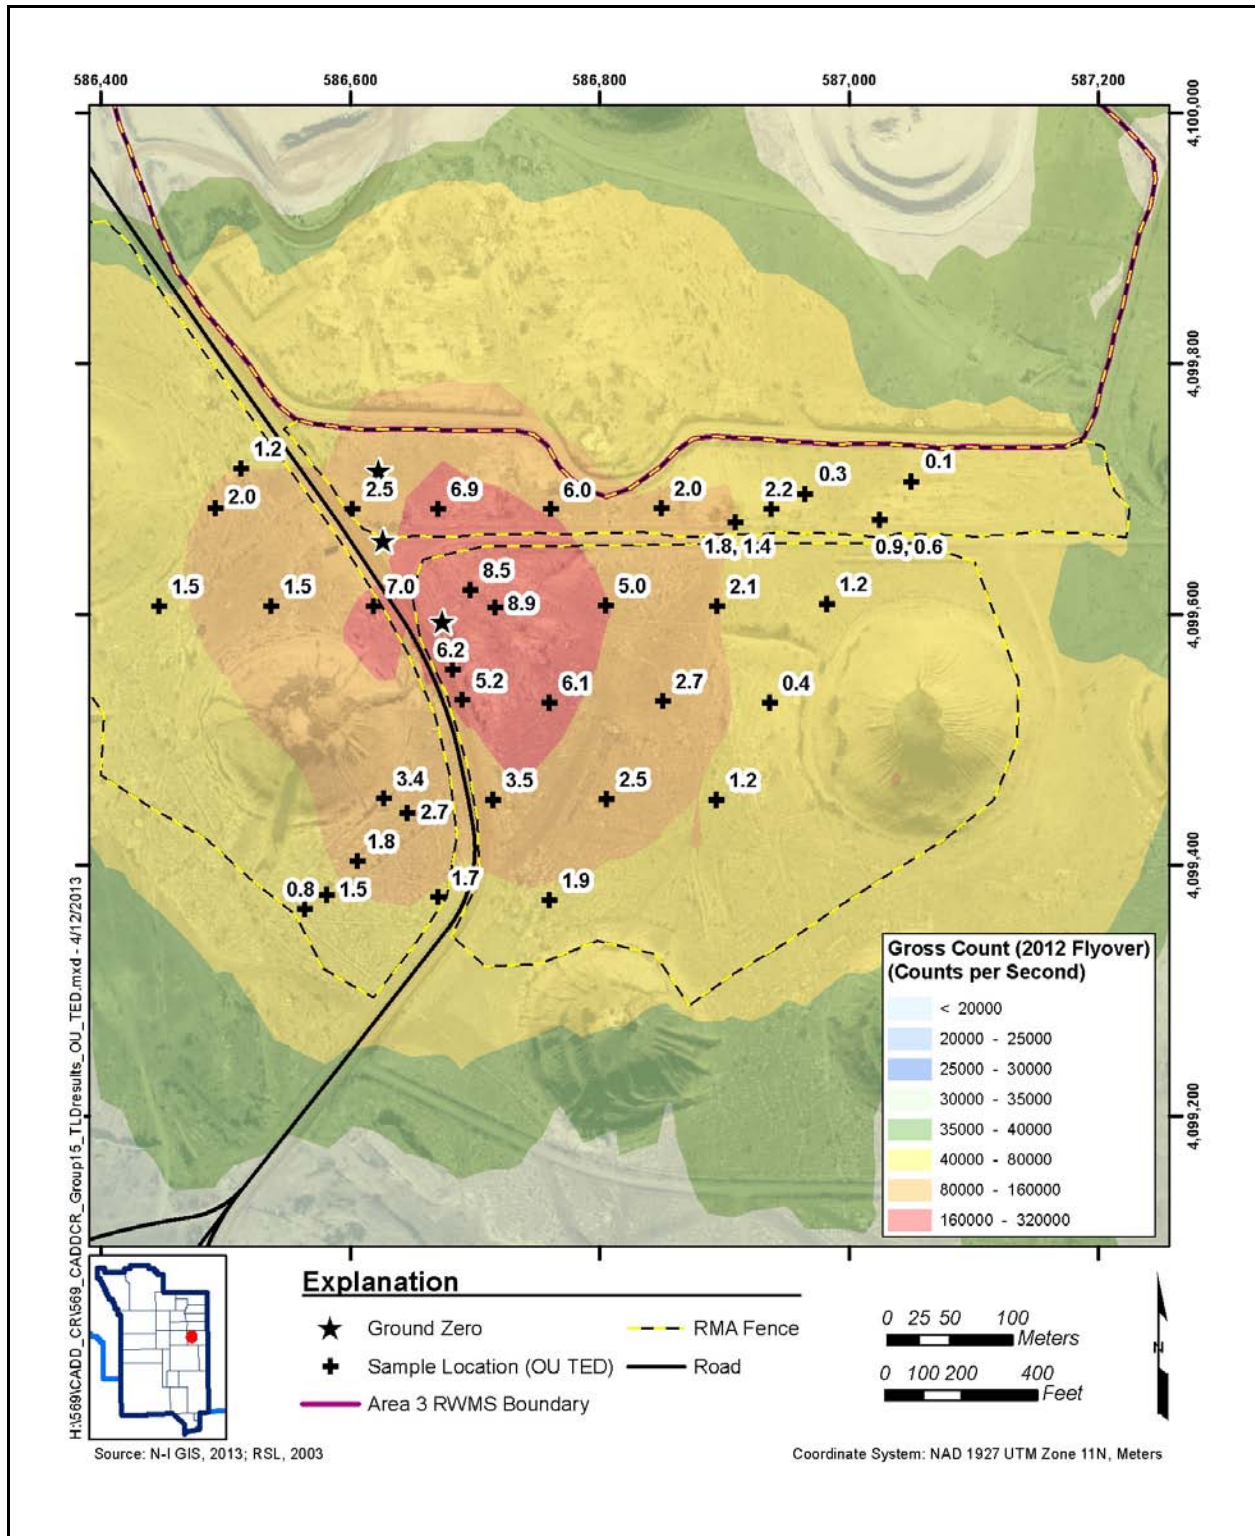 586,400 586,600 586,800 587,000 587,200
4,100,000
4,099,800
4,099,600
4,099,400
4,099,200
1.2
2.0
2.5
6.9
6.0
2.0
2.2
0.3
0.1
1.8, 1.4
0.9, 0.6
1.5
1.5
7.0
8.5
8.9
5.0
2.1
1.2
6.2
5.2
6.1
2.7
0.4
3.4
2.7
3.5
2.5
1.2
1.8
0.8
1.5
1.7
1.9
Gross Count (2012 Flyover)
(Counts per Second)
< 20000
20000 - 25000
25000 - 30000
30000 - 35000
35000 - 40000
40000 - 80000
80000 - 160000
160000 - 320000
H:\569\CADD_CR\569_CADDCR_Group15_TLDresults_OU_TED.mxd - 4/12/2013
Explanation
Ground Zero
Sample Location (OU TED)
Area 3 RWMS Boundary
RMA Fence
Road
0 25 50 100
Meters
0 100 200 400
Feet
N
Source: N-I GIS, 2013; RSL, 2003
Coordinate System: NAD 1927 UTM Zone 11N, Meters